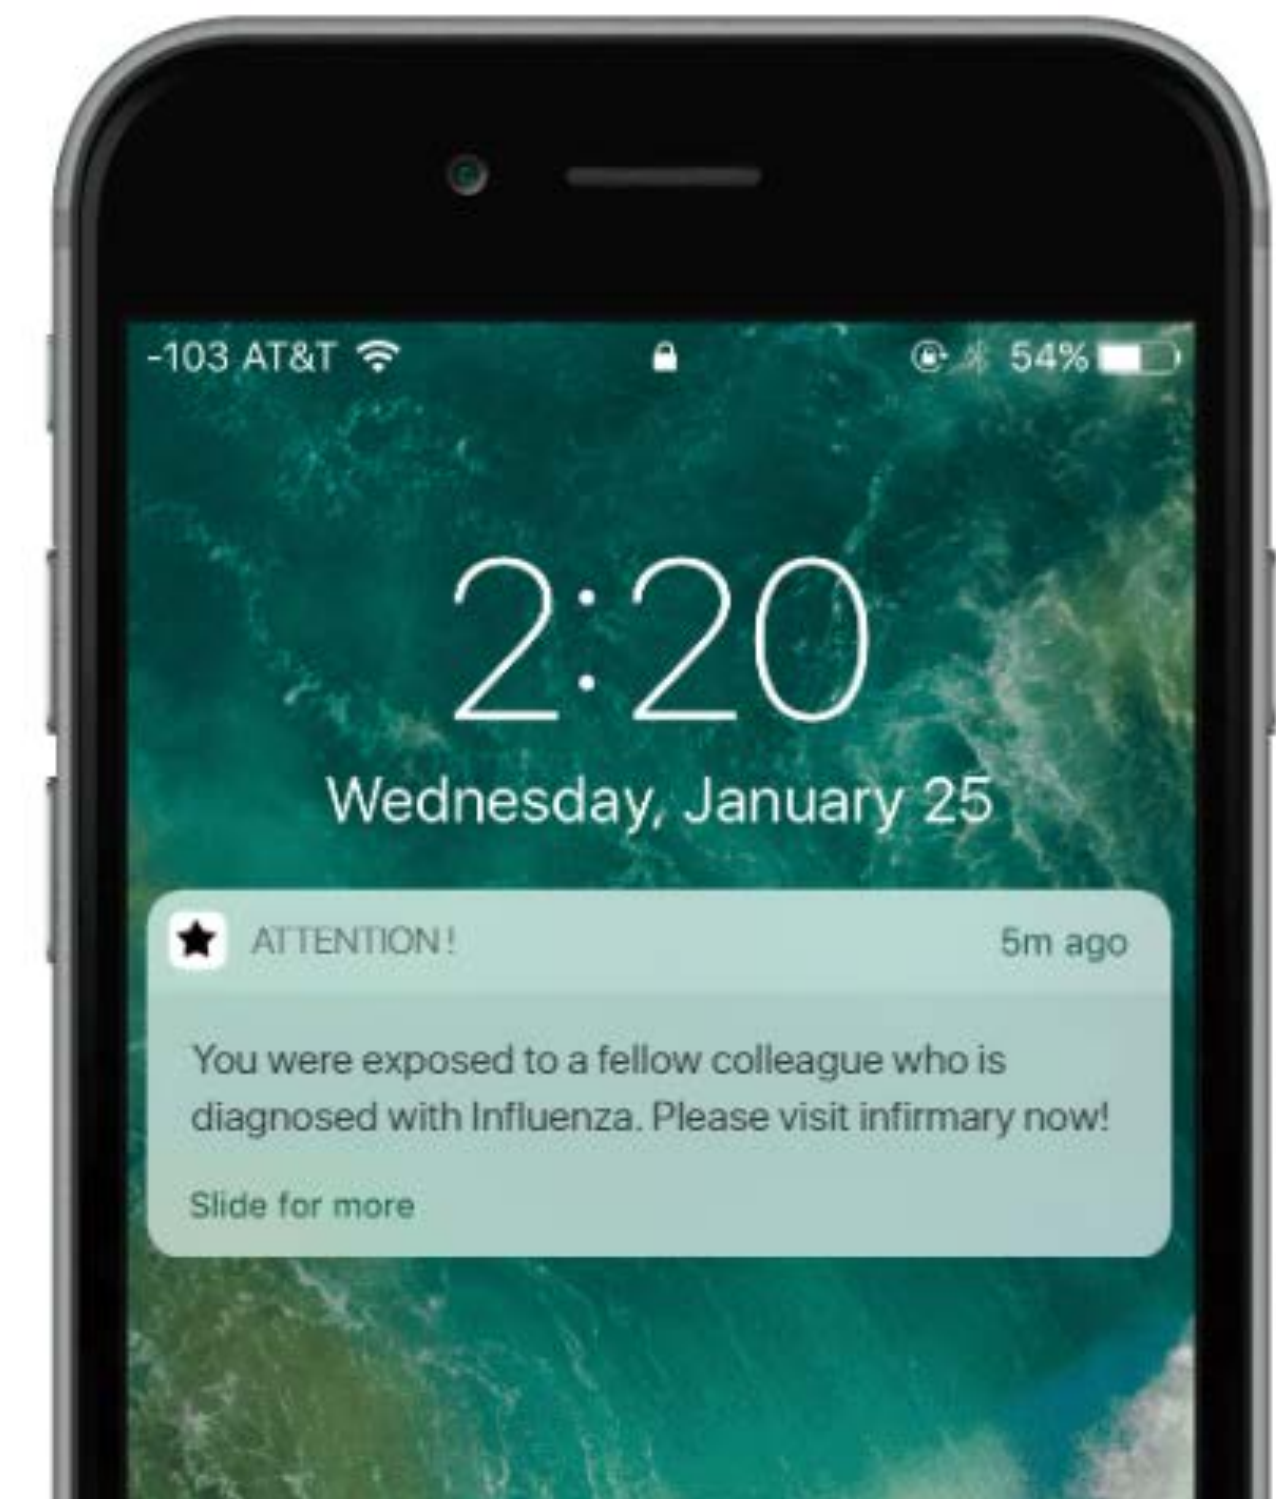 -103 AT&T 54%
2:20
Wednesday, January 25
ATTENTION! 5m ago
You were exposed to a fellow colleague who is
diagnosed with Influenza. Please visit infirmary now!
Slide for more